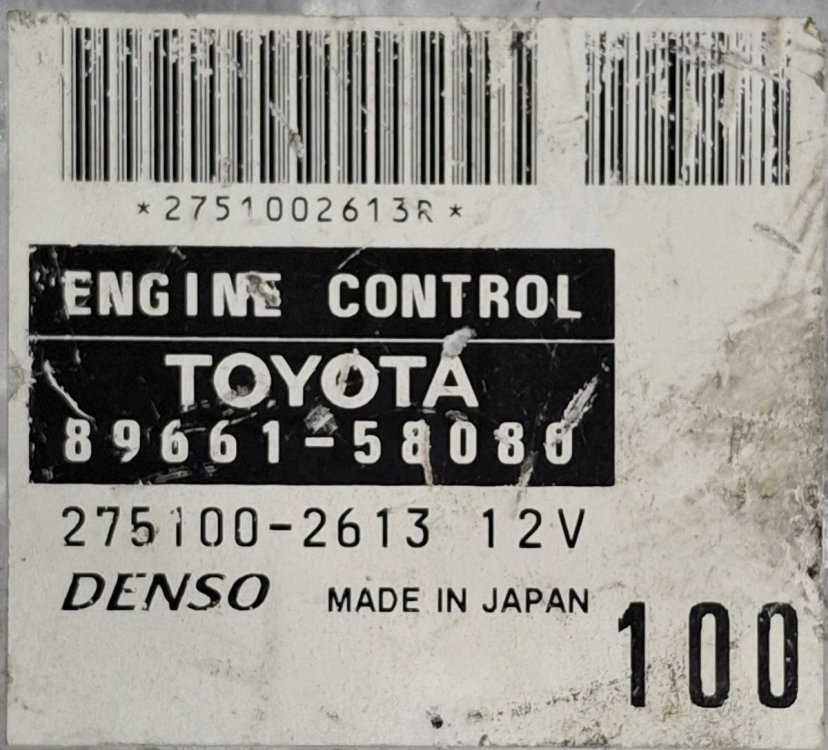 *2751002613R*
ENGINE CONTROL
TOYOTA
89661-58080
275100-2613 12V
DENSO MADE IN JAPAN
100